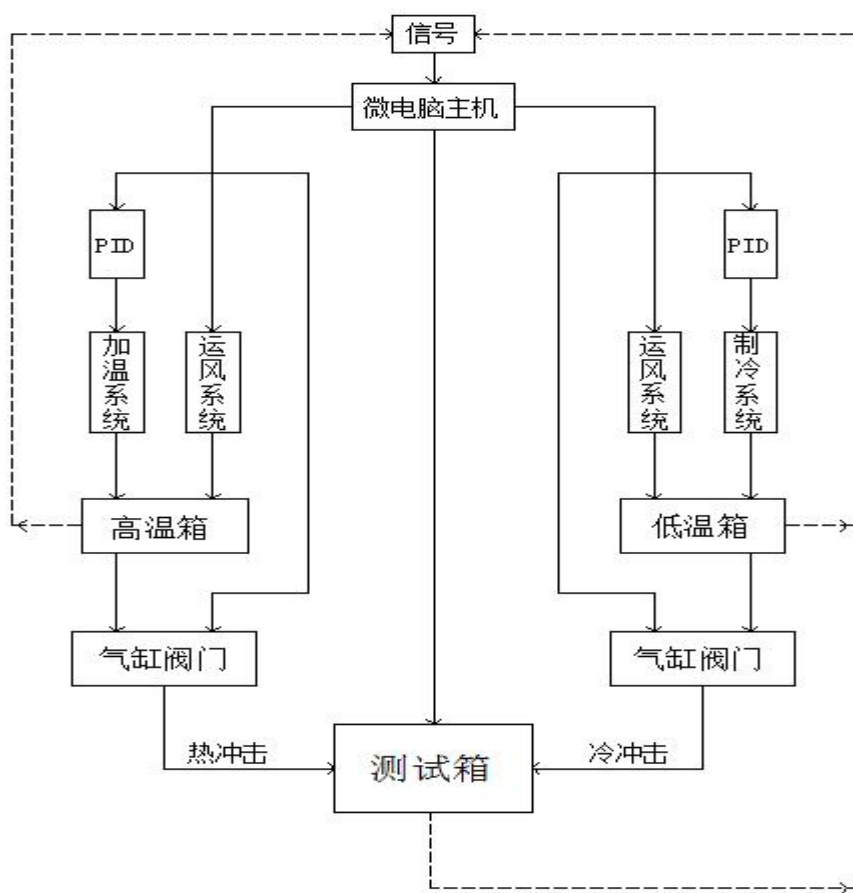 信号
微电脑主机
PID
PID
加温系统
运风系统
运风系统
制冷系统
高温箱
低温箱
气缸阀门
气缸阀门
热冲击
测试箱
冷冲击